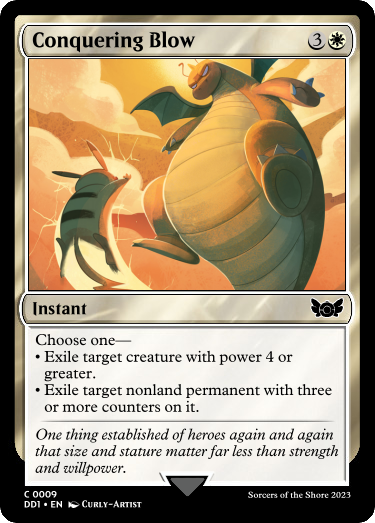 Conquering Blow 3
Instant
Choose one—
• Exile target creature with power 4 or
greater.
• Exile target nonland permanent with three
or more counters on it.
One thing established of heroes again and again
that size and stature matter far less than strength
and willpower.
C 0009
DD1 • EN Curly-Artist
Sorcers of the Shore 2023